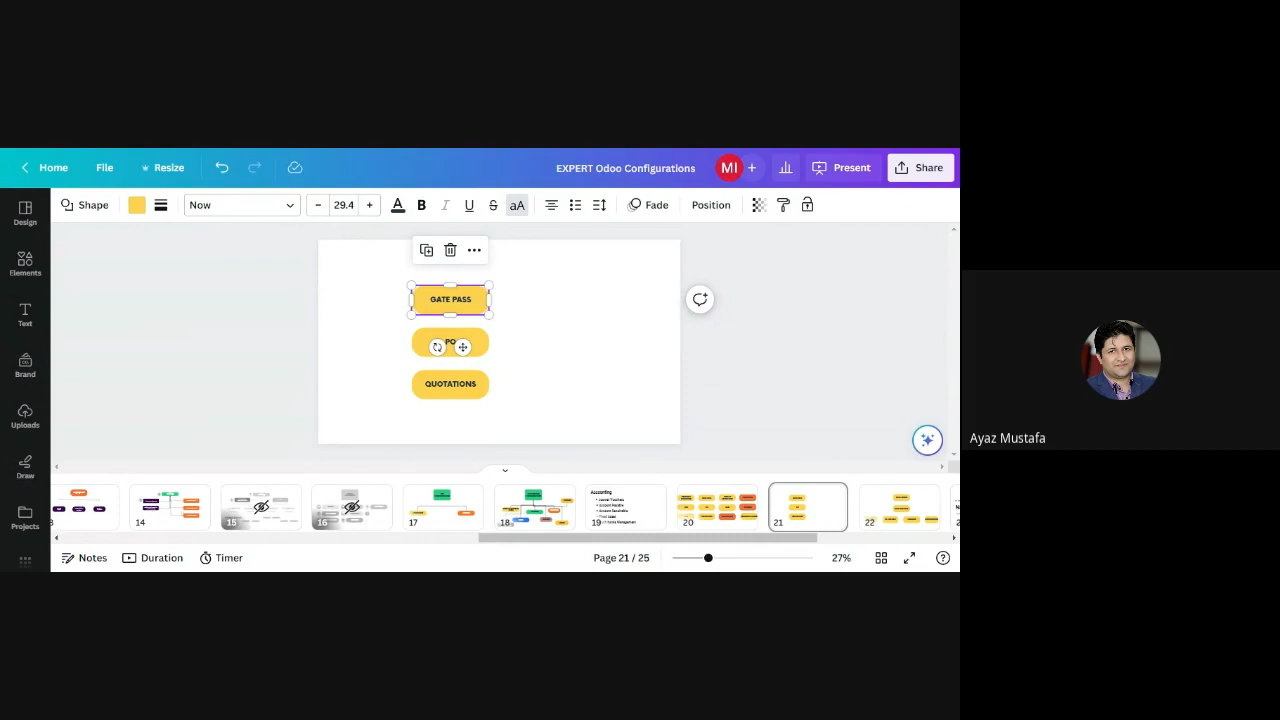 Home File Resize EXPERT Odoo Configurations MI + Present Share
Design Shape Now − 29.4 + A B I U S aA Fade Position
Elements
Text
Brand
Uploads
Draw
Projects
GATE PASS
PO
QUOTATIONS
Ayaz Mustafa
14 15 16 17 18 19 20 21 22
Accounting
Notes Duration Timer Page 21 / 25 27%